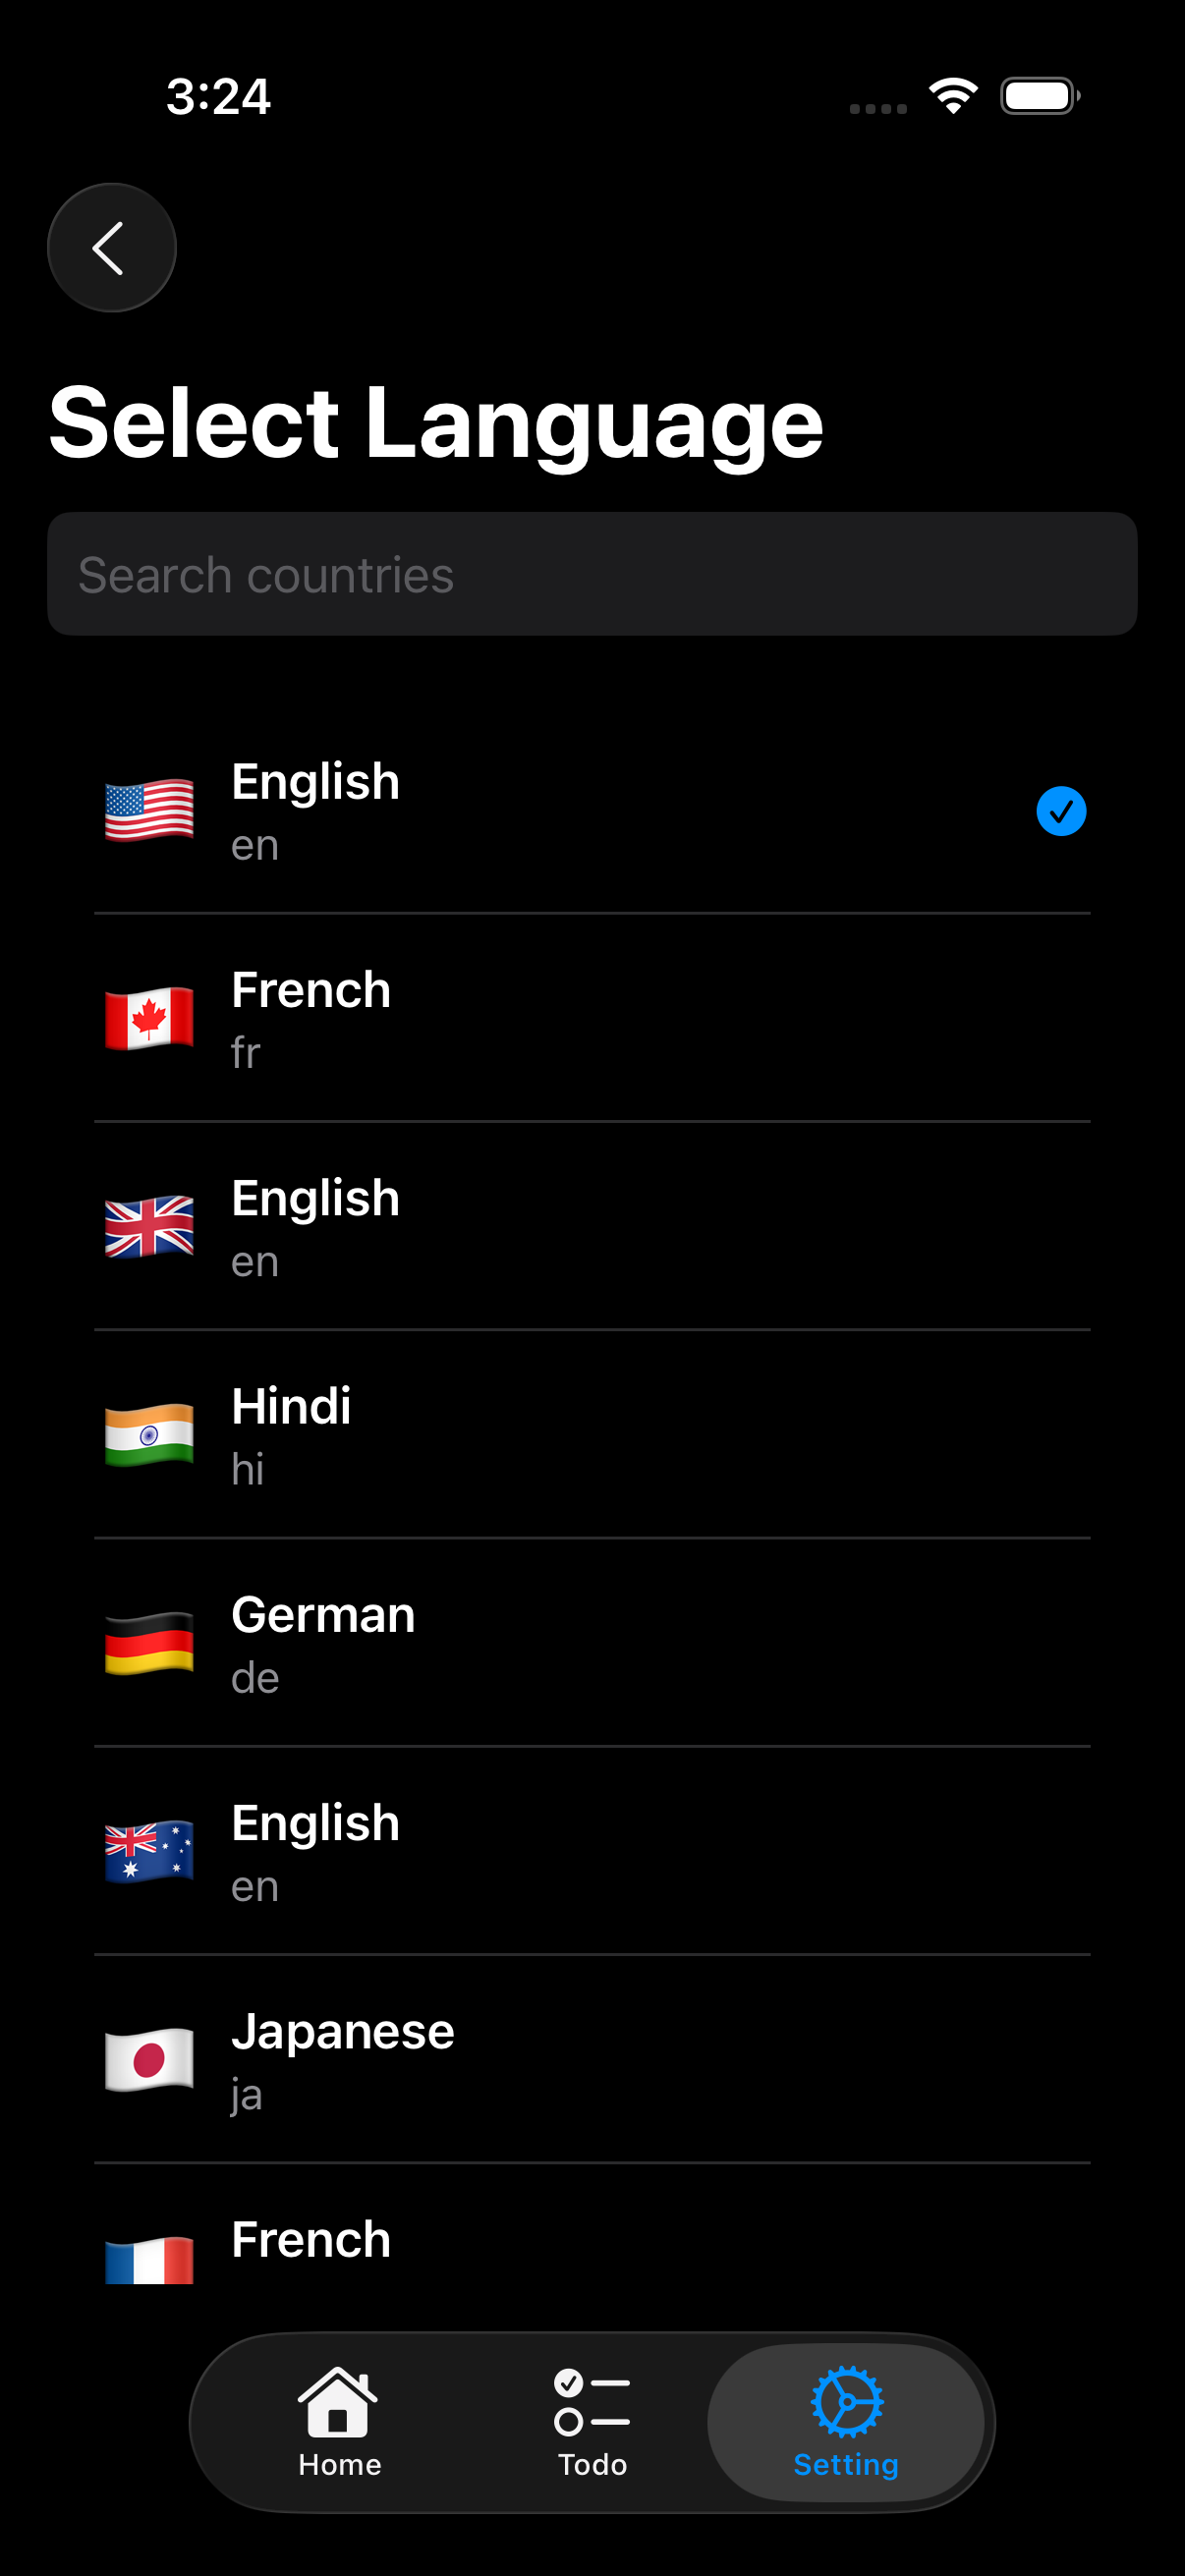 3:24
Select Language
Search countries
English
en
French
fr
English
en
Hindi
hi
German
de
English
en
Japanese
ja
French
Home
Todo
Setting